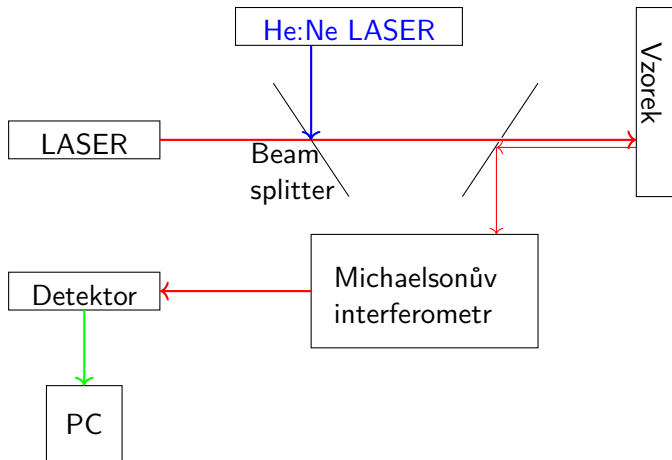 He:Ne LASER
Vzorek
LASER
Beam
splitter
Michaelsonův
interferometr
Detektor
PC